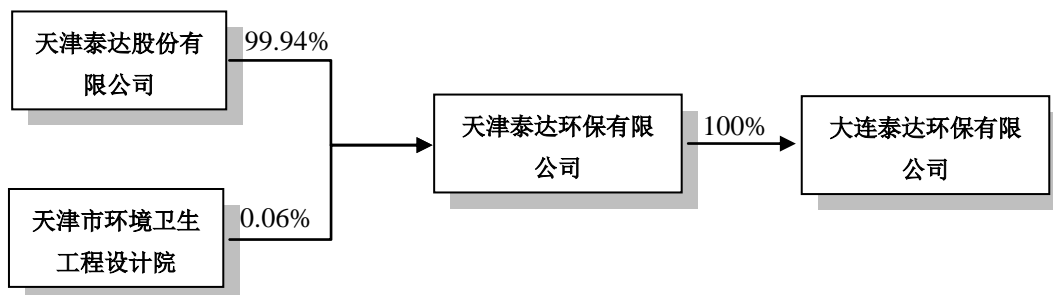 天津泰达股份有
限公司
99.94%
天津市环境卫生
工程设计院
0.06%
天津泰达环保有限
公司
100%
大连泰达环保有限
公司